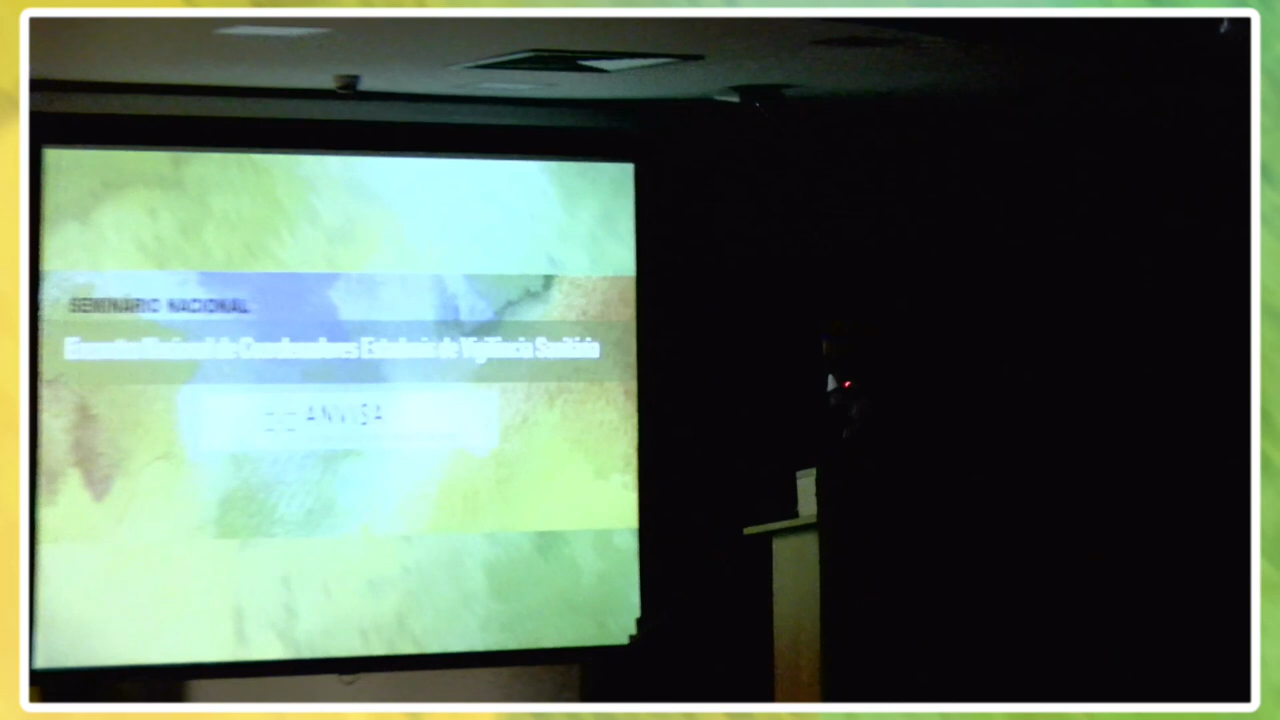 SEMINÁRIO NACIONAL
Encontro Nacional de Coordenadores Estaduais de Vigilância Sanitária
ANVISA